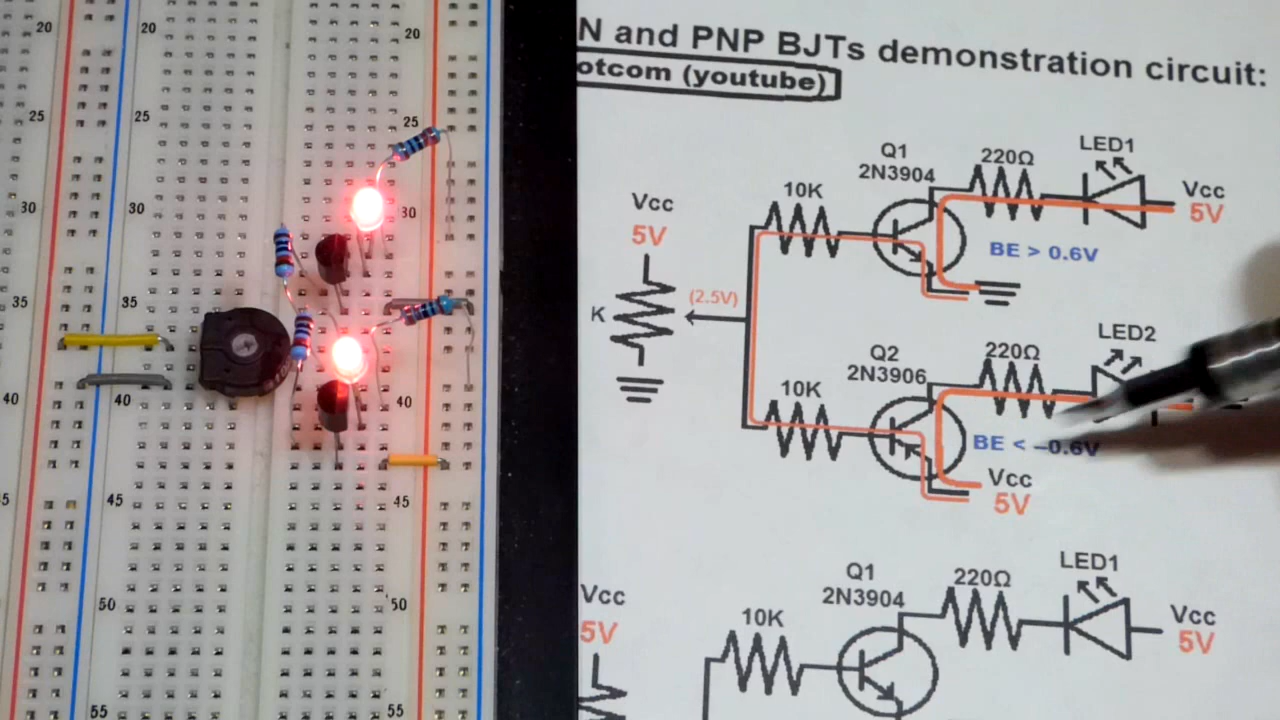 N and PNP BJTs demonstration circuit:
otcom (youtube)
Vcc
5V
K
(2.5V)
10K
Q1
2N3904
220Ω
LED1
Vcc
5V
BE > 0.6V
10K
Q2
2N3906
220Ω
LED2
BE < –0.6V
Vcc
5V
Vcc
5V
10K
Q1
2N3904
220Ω
LED1
Vcc
5V
20
20
20
25
25
25
30
30
30
35
35
40
40
40
45
45
50
50
55
55